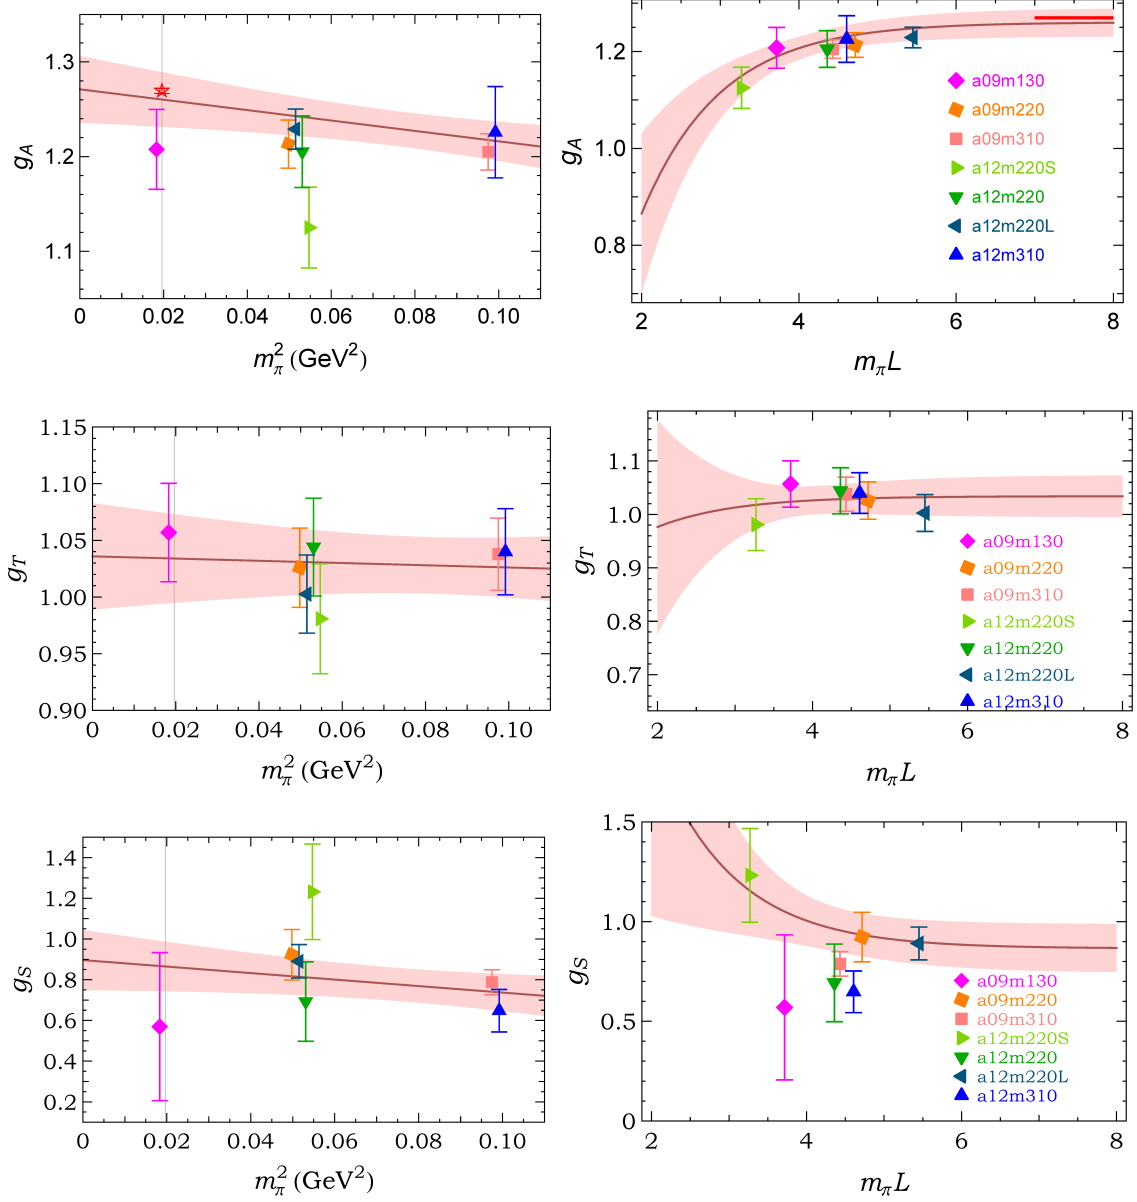 1.3
1.2
1.1
g_A
0
0.02
0.04
0.06
0.08
0.10
m_π^2 (GeV^2)
1.2
1.0
0.8
g_A
a09m130
a09m220
a09m310
a12m220S
a12m220
a12m220L
a12m310
2
4
6
8
m_π L
1.15
1.10
1.05
1.00
0.95
0.90
g_T
0
0.02
0.04
0.06
0.08
0.10
m_π^2 (GeV^2)
1.1
1.0
0.9
0.8
0.7
g_T
a09m130
a09m220
a09m310
a12m220S
a12m220
a12m220L
a12m310
2
4
6
8
m_π L
1.4
1.2
1.0
0.8
0.6
0.4
0.2
g_S
0
0.02
0.04
0.06
0.08
0.10
m_π^2 (GeV^2)
1.5
1.0
0.5
0
g_S
a09m130
a09m220
a09m310
a12m220S
a12m220
a12m220L
a12m310
2
4
6
8
m_π L